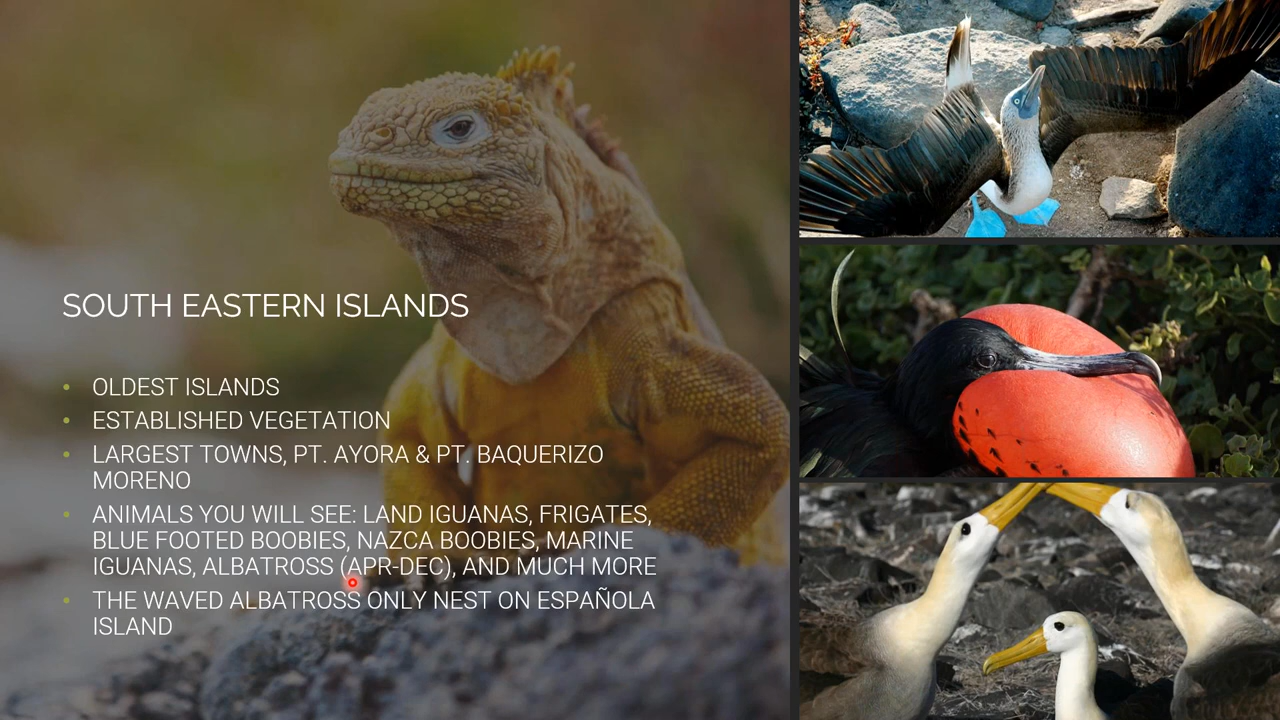 SOUTH EASTERN ISLANDS
• OLDEST ISLANDS
• ESTABLISHED VEGETATION
• LARGEST TOWNS, PT. AYORA & PT. BAQUERIZO
MORENO
• ANIMALS YOU WILL SEE: LAND IGUANAS, FRIGATES,
BLUE FOOTED BOOBIES, NAZCA BOOBIES, MARINE
IGUANAS, ALBATROSS (APR-DEC), AND MUCH MORE
• THE WAVED ALBATROSS ONLY NEST ON ESPAÑOLA
ISLAND